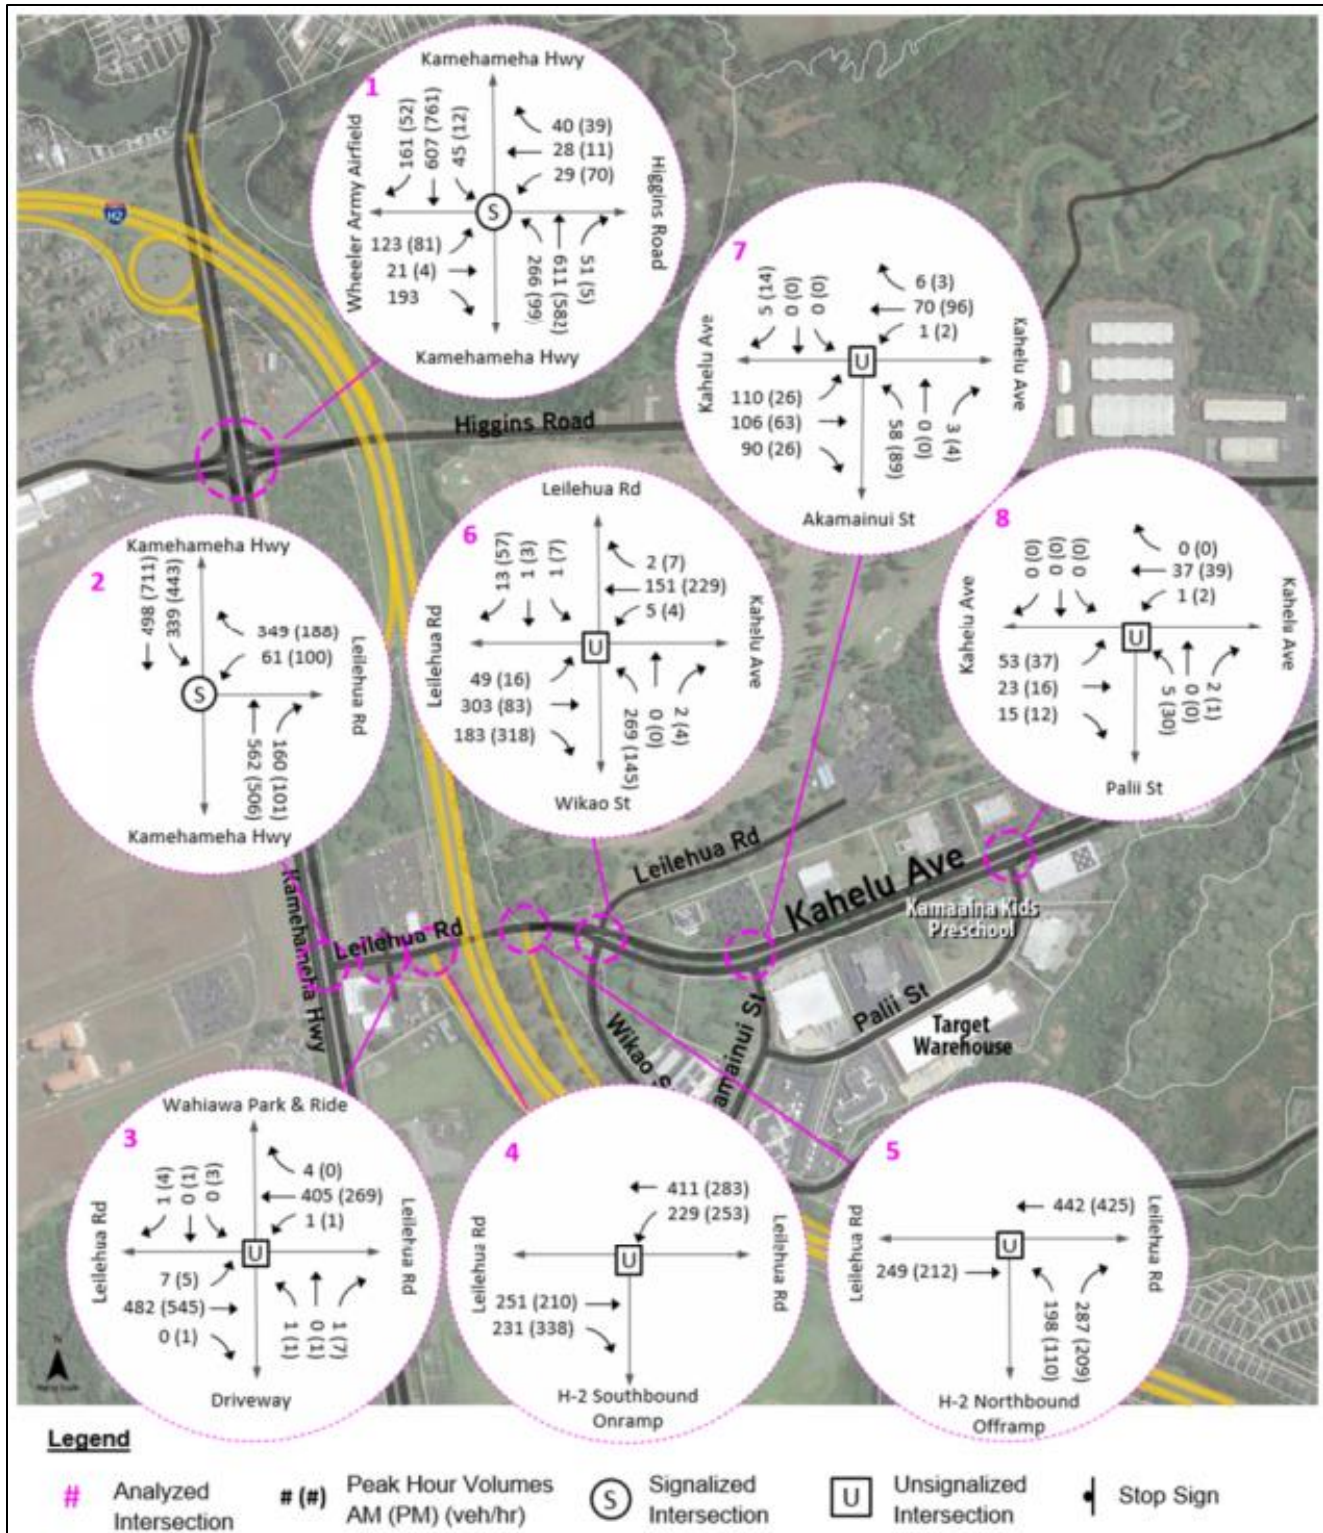 1
Kamehameha Hwy
161 (52)
607 (761)
45 (12)
40 (39)
28 (11)
29 (70)
Wheeler Army Airfield
Higgins Road
S
123 (81)
21 (4)
193
266 (99)
611 (582)
51 (5)
Kamehameha Hwy
H2
Higgins Road
7
5 (14)
0 (0)
0 (0)
6 (3)
70 (96)
1 (2)
Kahelu Ave
Kahelu Ave
U
110 (26)
106 (63)
90 (26)
58 (89)
0 (0)
3 (4)
Akamainui St
2
Kamehameha Hwy
498 (711)
339 (443)
349 (188)
61 (100)
Leilehua Rd
S
562 (506)
160 (101)
Kamehameha Hwy
6
Leilehua Rd
13 (57)
1 (3)
1 (7)
2 (7)
151 (229)
5 (4)
Leilehua Rd
Kahelu Ave
U
49 (16)
303 (83)
183 (318)
269 (145)
0 (0)
2 (4)
Wikao St
8
0 (0)
0 (0)
0 (0)
0 (0)
37 (39)
1 (2)
Kahelu Ave
Kahelu Ave
U
53 (37)
23 (16)
15 (12)
5 (30)
0 (0)
2 (1)
Palii St
Leilehua Rd
Kahelu Ave
Kamaaina Kids
Preschool
Kamehameha Hwy
Leilehua Rd
Palii St
Target
Warehouse
Wikao
amainui St
3
Wahiawa Park & Ride
1 (4)
0 (1)
0 (3)
4 (0)
405 (269)
1 (1)
Leilehua Rd
Leilehua Rd
U
7 (5)
482 (545)
0 (1)
1 (1)
0 (1)
1 (7)
Driveway
4
411 (283)
229 (253)
Leilehua Rd
Leilehua Rd
U
251 (210)
231 (338)
H-2 Southbound
Onramp
5
442 (425)
Leilehua Rd
Leilehua Rd
U
249 (212)
198 (110)
287 (209)
H-2 Northbound
Offramp
N
Legend
# Analyzed
Intersection
# (#) Peak Hour Volumes
AM (PM) (veh/hr)
S Signalized
Intersection
U Unsignalized
Intersection
Stop Sign